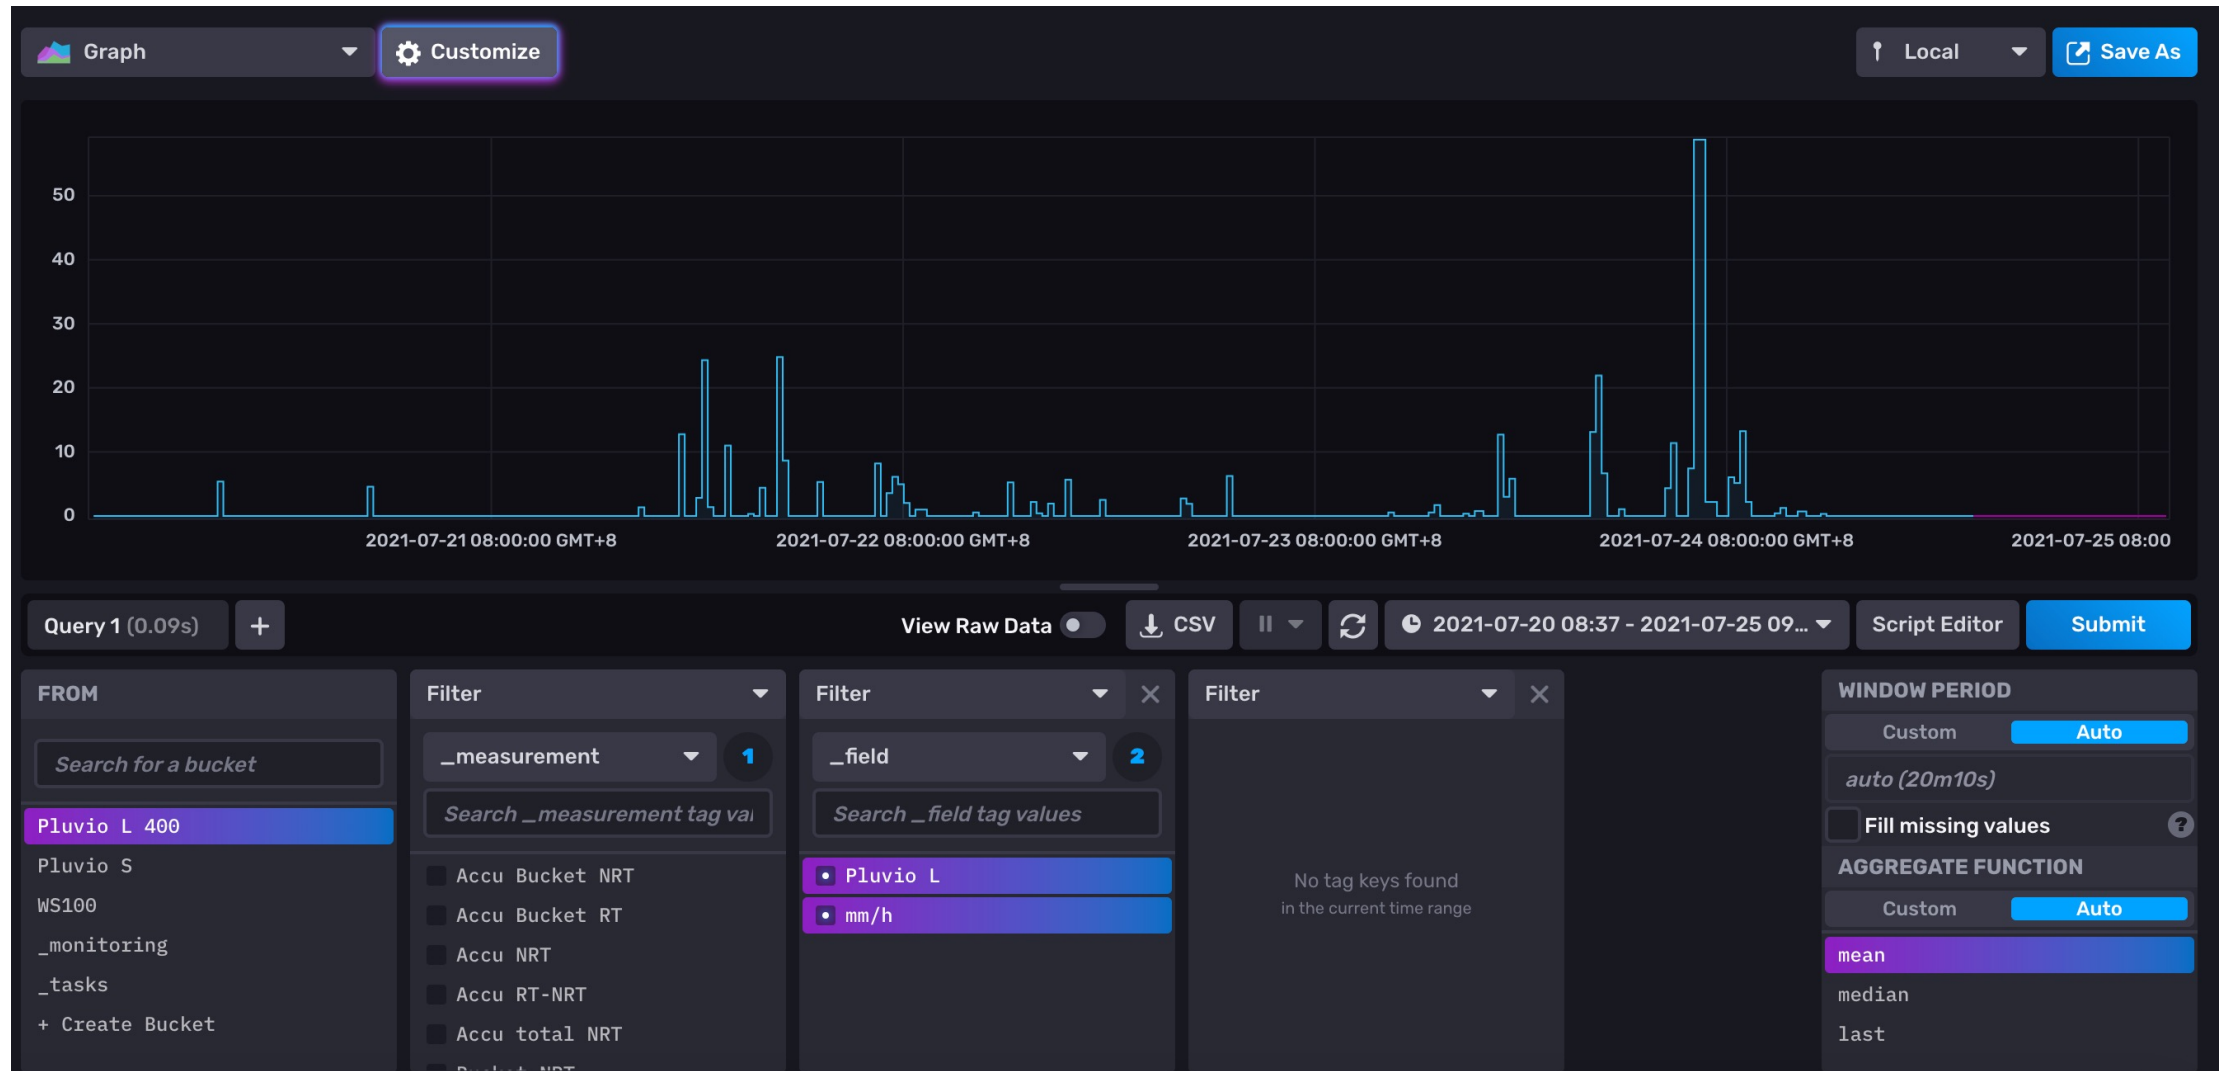 Graph
Customize
Local
Save As
50
40
30
20
10
0
2021-07-21 08:00:00 GMT+8
2021-07-22 08:00:00 GMT+8
2021-07-23 08:00:00 GMT+8
2021-07-24 08:00:00 GMT+8
2021-07-25 08:00
Query 1 (0.09s)
+
View Raw Data
CSV
2021-07-20 08:37 - 2021-07-25 09...
Script Editor
Submit
FROM
Search for a bucket
Pluvio L 400
Pluvio S
WS100
_monitoring
_tasks
+ Create Bucket
Filter
_measurement
1
Search _measurement tag val
Accu Bucket NRT
Accu Bucket RT
Accu NRT
Accu RT-NRT
Accu total NRT
Bucket NRT
Filter
_field
2
Search _field tag values
Pluvio L
mm/h
Filter
No tag keys found
in the current time range
WINDOW PERIOD
Custom
Auto
auto (20m10s)
Fill missing values
?
AGGREGATE FUNCTION
Custom
Auto
mean
median
last